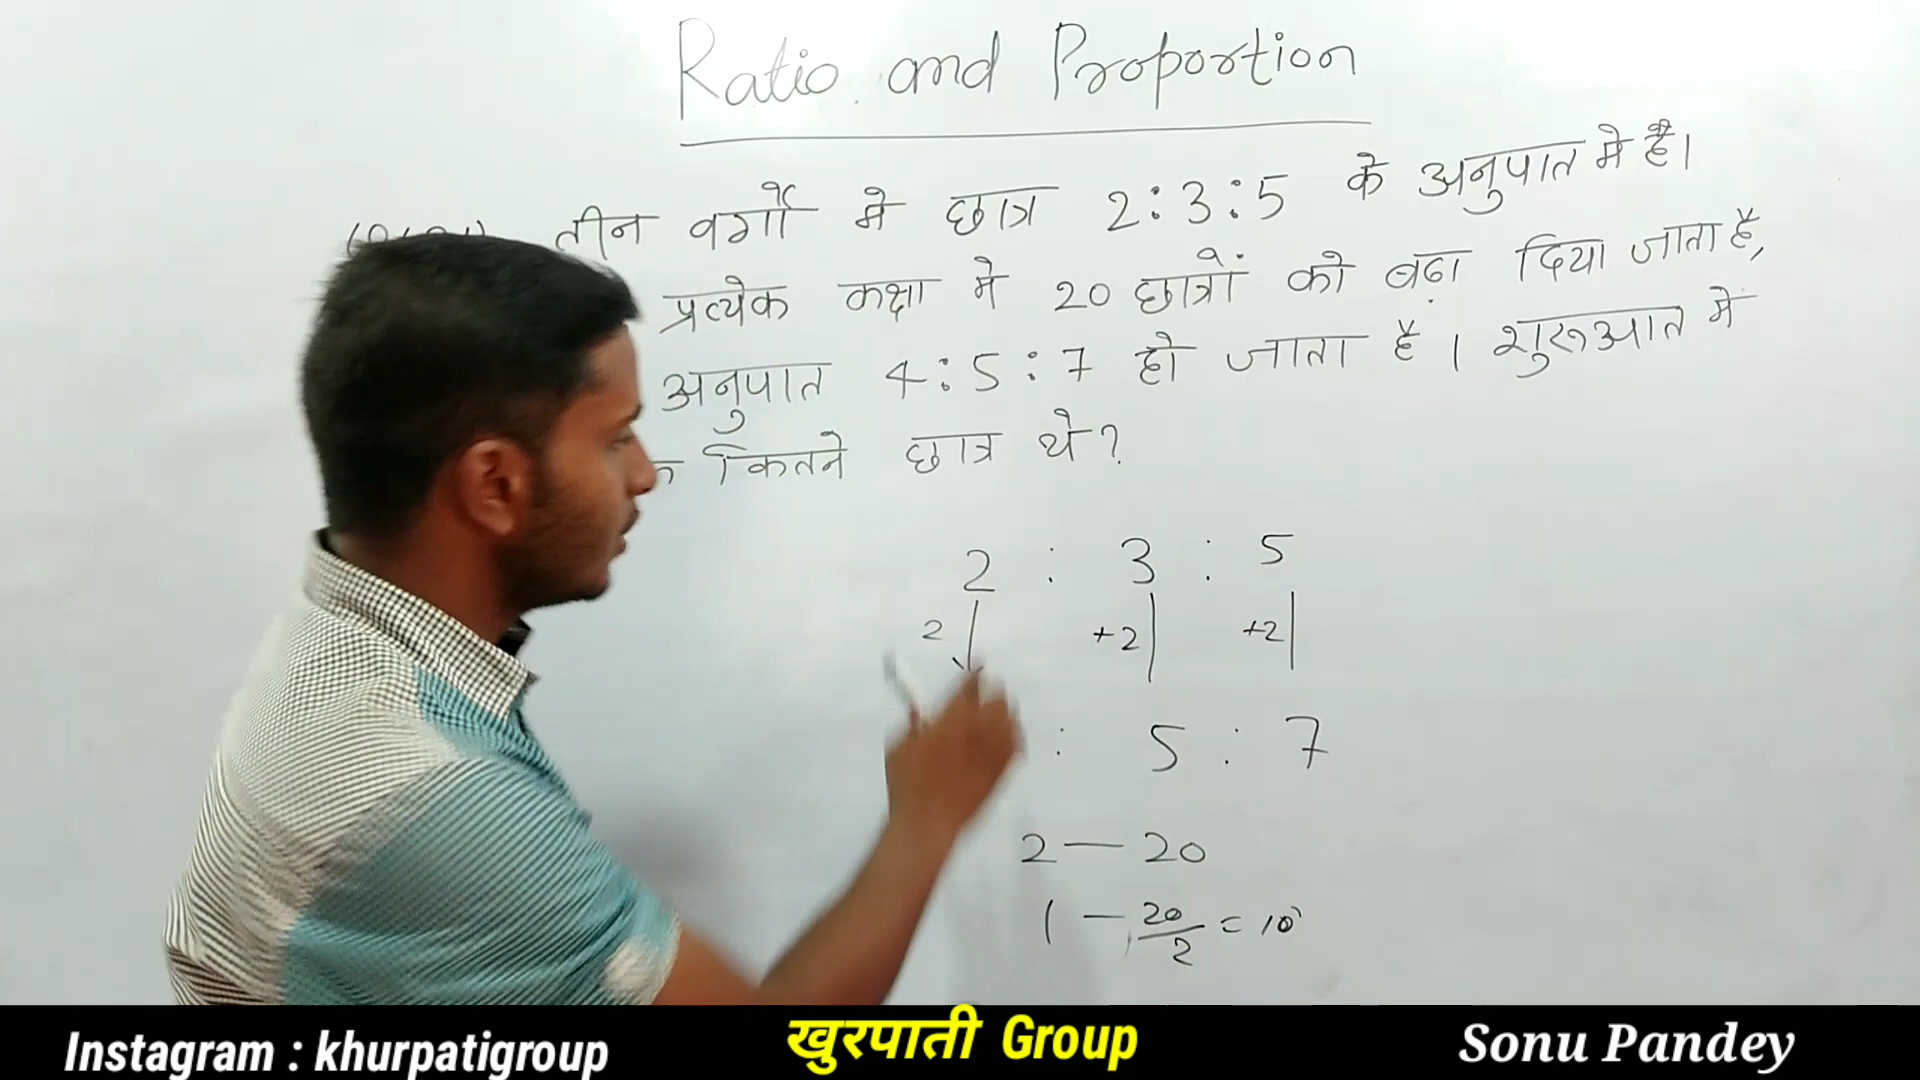 Ratio and Proportion
तीन वर्गों मे छात्र 2:3:5 के अनुपात मे हैं।
प्रत्येक कक्षा मे 20 छात्रों को बढ़ा दिया जाता है,
अनुपात 4:5:7 हो जाता है। शुरूआत मे
कितने छात्र थे?
2 : 3 : 5
2 +2 +2
: 5 : 7
2 — 20
1 — 20/2 = 10
Instagram : khurpatigroup खुरपाती Group Sonu Pandey